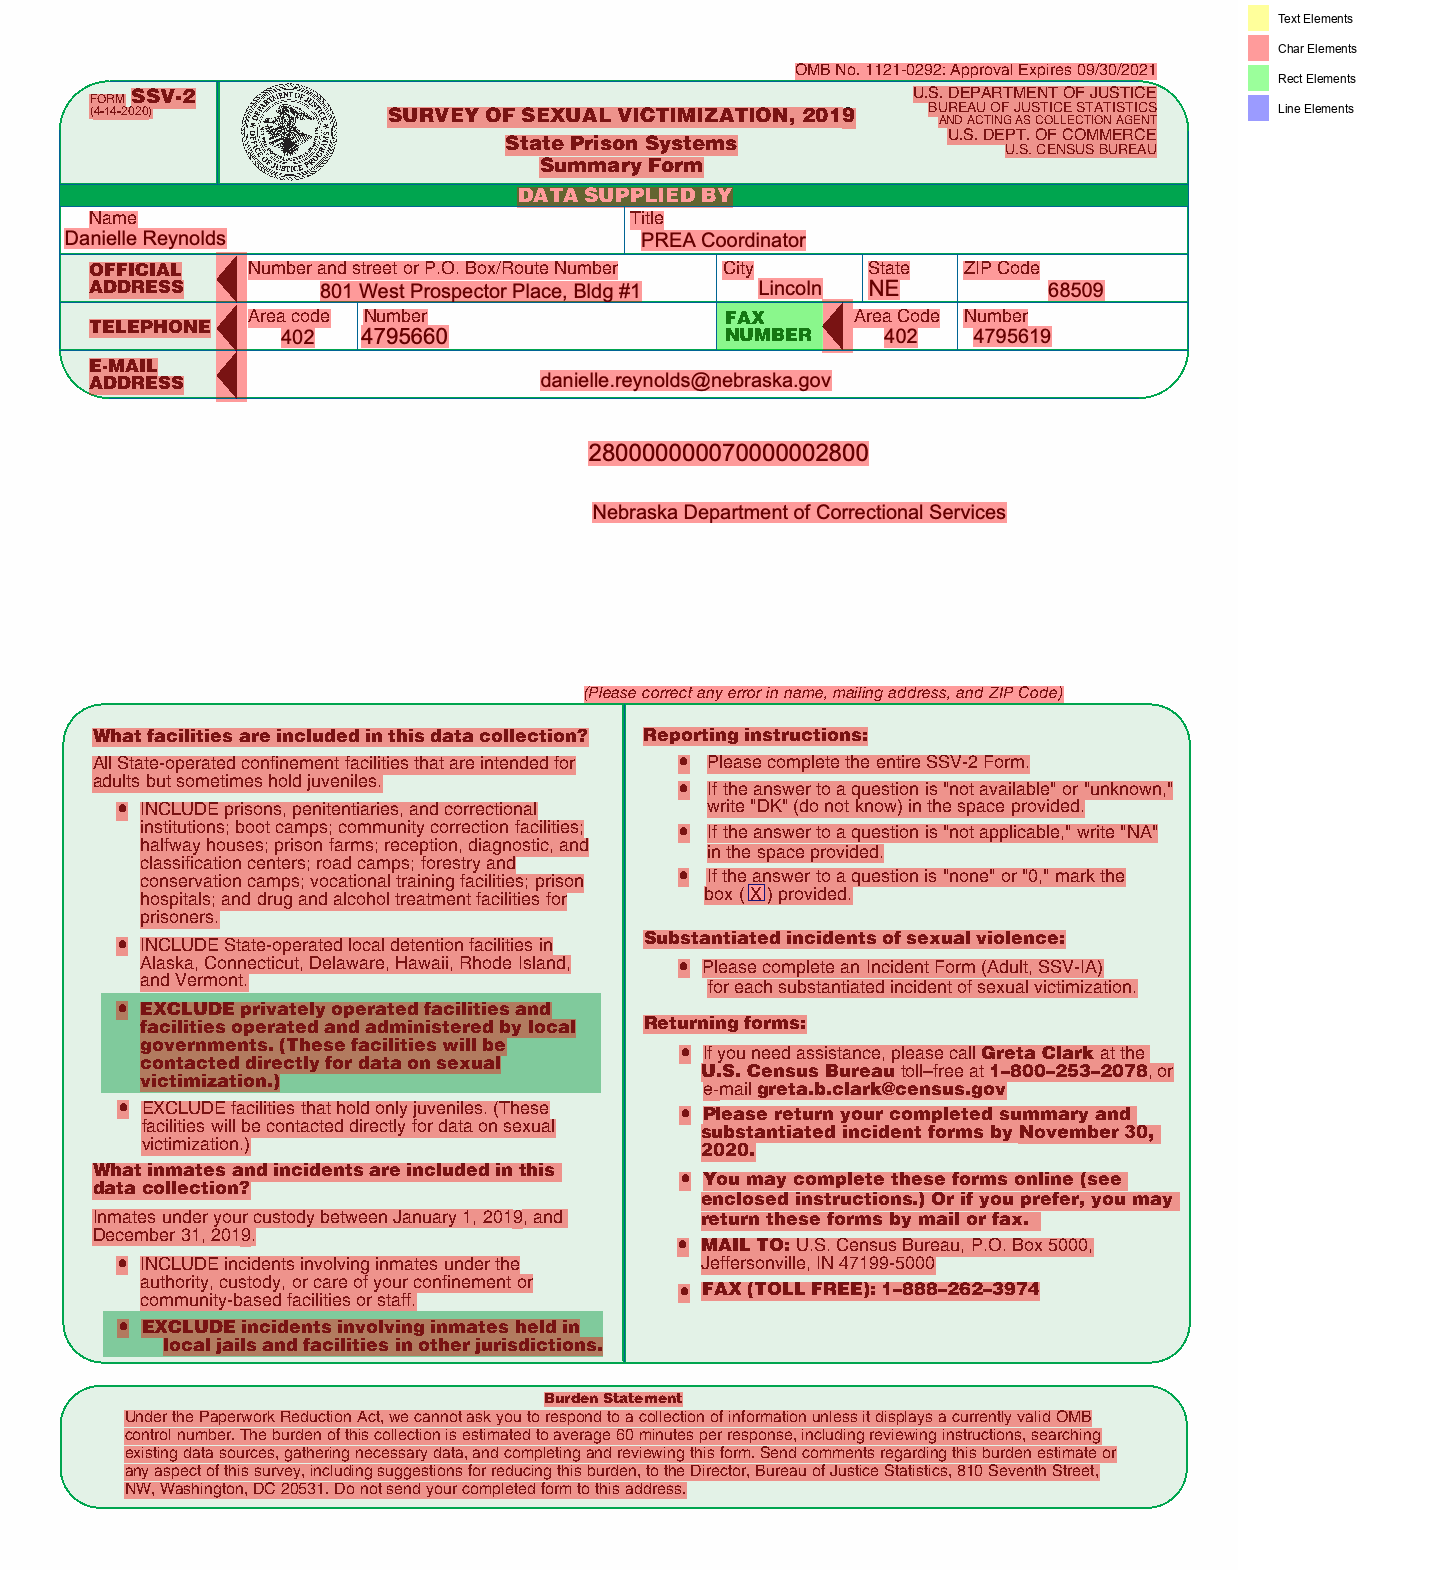 Text Elements
Char Elements
Rect Elements
Line Elements
OMB No. 1121-0292: Approval Expires 09/30/2021
FORM SSV-2
(4-14-2020)
SURVEY OF SEXUAL VICTIMIZATION, 2019
State Prison Systems
Summary Form
U.S. DEPARTMENT OF JUSTICE
BUREAU OF JUSTICE STATISTICS
AND ACTING AS COLLECTION AGENT
U.S. DEPT. OF COMMERCE
U.S. CENSUS BUREAU
DATA SUPPLIED BY
Name
Danielle Reynolds
Title
PREA Coordinator
OFFICIAL
ADDRESS
Number and street or P.O. Box/Route Number
801 West Prospector Place, Bldg #1
City
Lincoln
State
NE
ZIP Code
68509
TELEPHONE
Area code
402
Number
4795660
FAX
NUMBER
Area Code
402
Number
4795619
E-MAIL
ADDRESS
danielle.reynolds@nebraska.gov
280000000070000002800
Nebraska Department of Correctional Services
(Please correct any error in name, mailing address, and ZIP Code)
What facilities are included in this data collection?
All State-operated confinement facilities that are intended for
adults but sometimes hold juveniles.
• INCLUDE prisons, penitentiaries, and correctional
institutions; boot camps; community correction facilities;
halfway houses; prison farms; reception, diagnostic, and
classification centers; road camps; forestry and
conservation camps; vocational training facilities; prison
hospitals; and drug and alcohol treatment facilities for
prisoners.
• INCLUDE State-operated local detention facilities in
Alaska, Connecticut, Delaware, Hawaii, Rhode Island,
and Vermont.
• EXCLUDE privately operated facilities and
facilities operated and administered by local
governments. (These facilities will be
contacted directly for data on sexual
victimization.)
• EXCLUDE facilities that hold only juveniles. (These
facilities will be contacted directly for data on sexual
victimization.)
What inmates and incidents are included in this
data collection?
Inmates under your custody between January 1, 2019, and
December 31, 2019.
• INCLUDE incidents involving inmates under the
authority, custody, or care of your confinement or
community-based facilities or staff.
• EXCLUDE incidents involving inmates held in
local jails and facilities in other jurisdictions.
Reporting instructions:
• Please complete the entire SSV-2 Form.
• If the answer to a question is "not available" or "unknown,"
write "DK" (do not know) in the space provided.
• If the answer to a question is "not applicable," write "NA"
in the space provided.
• If the answer to a question is "none" or "0," mark the
box ( X ) provided.
Substantiated incidents of sexual violence:
• Please complete an Incident Form (Adult, SSV-IA)
for each substantiated incident of sexual victimization.
Returning forms:
• If you need assistance, please call Greta Clark at the
U.S. Census Bureau toll–free at 1–800–253–2078, or
e-mail greta.b.clark@census.gov
• Please return your completed summary and
substantiated incident forms by November 30,
2020.
• You may complete these forms online (see
enclosed instructions.) Or if you prefer, you may
return these forms by mail or fax.
• MAIL TO: U.S. Census Bureau, P.O. Box 5000,
Jeffersonville, IN 47199-5000
• FAX (TOLL FREE): 1–888–262–3974
Burden Statement
Under the Paperwork Reduction Act, we cannot ask you to respond to a collection of information unless it displays a currently valid OMB
control number. The burden of this collection is estimated to average 60 minutes per response, including reviewing instructions, searching
existing data sources, gathering necessary data, and completing and reviewing this form. Send comments regarding this burden estimate or
any aspect of this survey, including suggestions for reducing this burden, to the Director, Bureau of Justice Statistics, 810 Seventh Street,
NW, Washington, DC 20531. Do not send your completed form to this address.